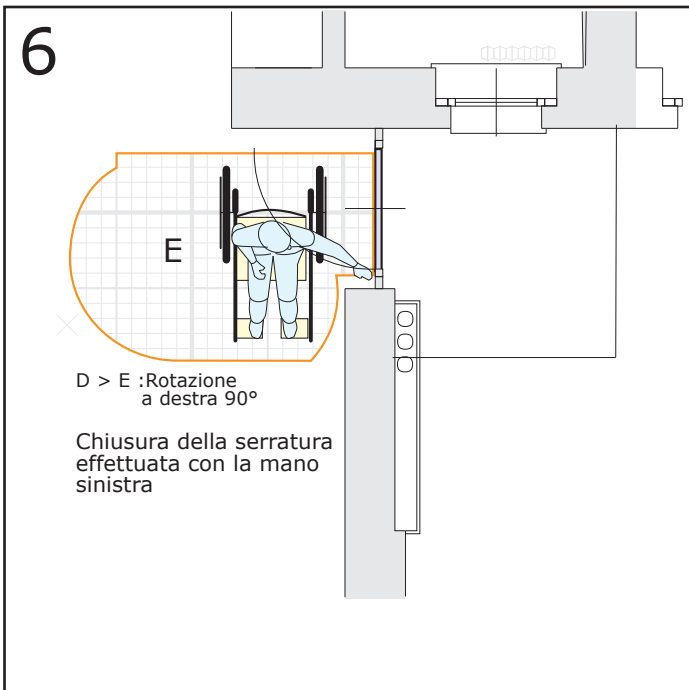 6
E
D > E :Rotazione
a destra 90°
Chiusura della serratura
effettuata con la mano
sinistra